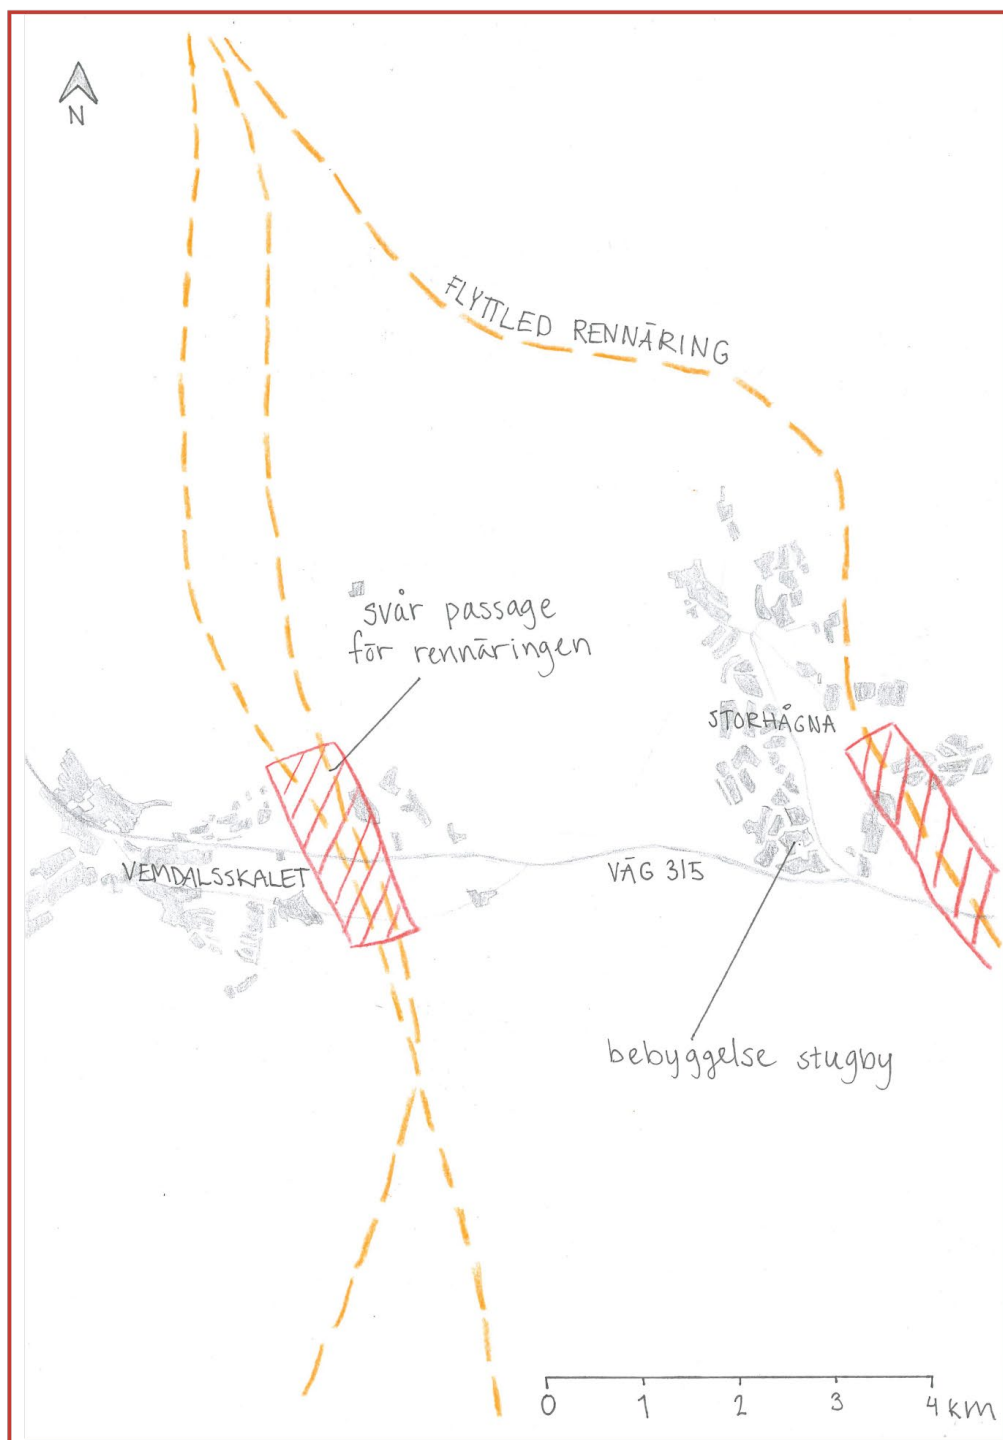 N
FLYTTLED RENNÄRING
svår passage
för rennäringen
STORHÅGNA
VEMDALSSKALET
VÄG 315
bebyggelse stugby
0 1 2 3 4 km